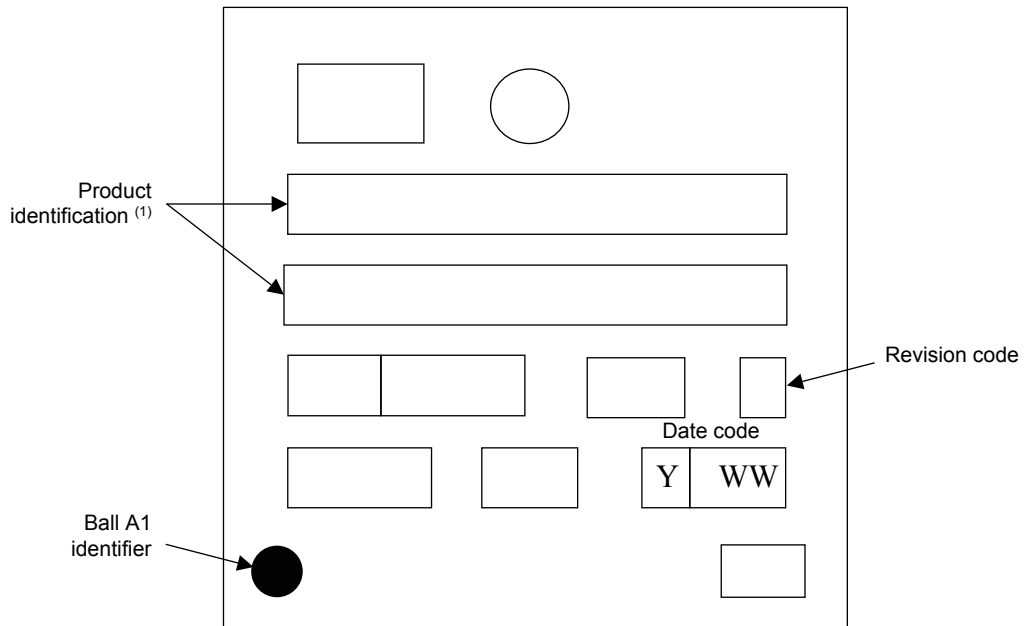 Product
identification (1)
Revision code
Date code
Y WW
Ball A1
identifier